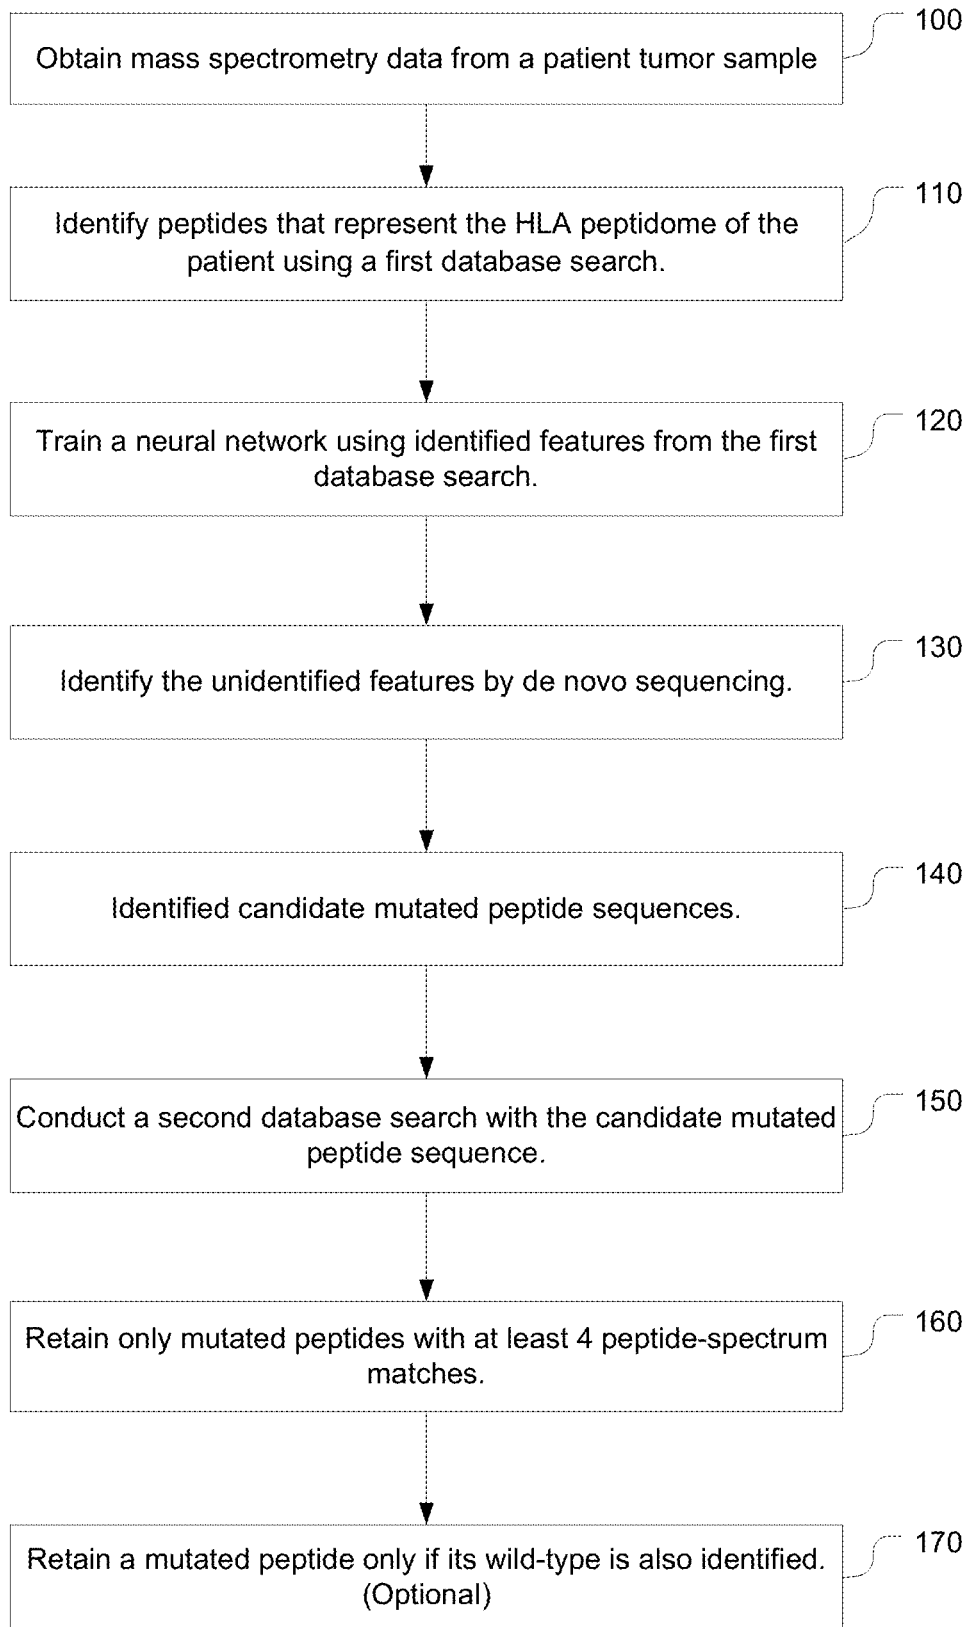 100
Obtain mass spectrometry data from a patient tumor sample
110
Identify peptides that represent the HLA peptidome of the
patient using a first database search.
120
Train a neural network using identified features from the first
database search.
130
Identify the unidentified features by de novo sequencing.
140
Identified candidate mutated peptide sequences.
150
Conduct a second database search with the candidate mutated
peptide sequence.
160
Retain only mutated peptides with at least 4 peptide-spectrum
matches.
170
Retain a mutated peptide only if its wild-type is also identified.
(Optional)